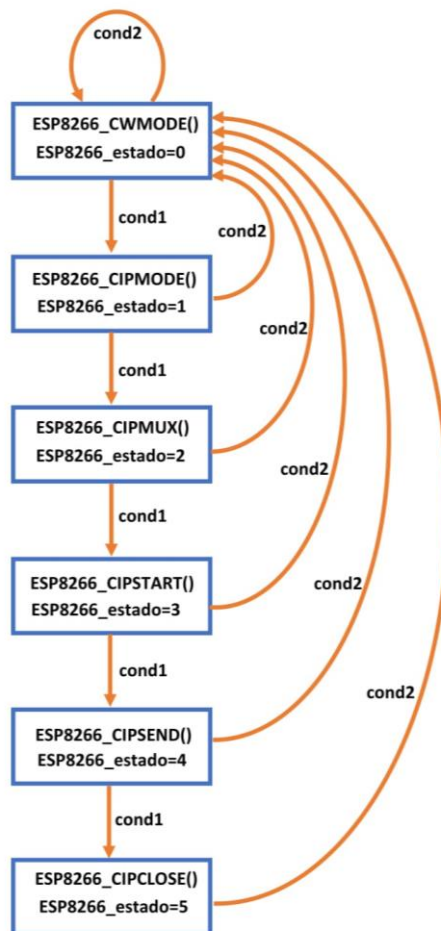 cond2
ESP8266_CWMODE()
ESP8266_estado=0
cond1
cond2
ESP8266_CIPMODE()
ESP8266_estado=1
cond2
cond1
ESP8266_CIPMUX()
ESP8266_estado=2
cond1
ESP8266_CIPSTART()
ESP8266_estado=3
cond2
cond1
cond2
ESP8266_CIPSEND()
ESP8266_estado=4
cond1
ESP8266_CIPCLOSE()
ESP8266_estado=5